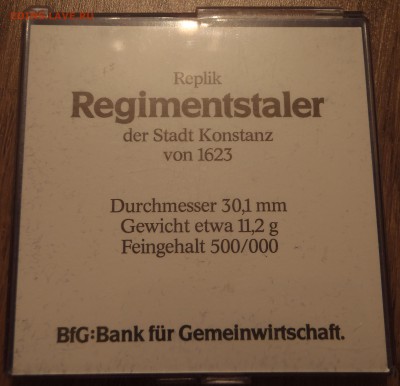 Replik
Regimentstaler
der Stadt Konstanz
von 1623
Durchmesser 30,1 mm
Gewicht etwa 11,2 g
Feingehalt 500/000
BfG:Bank für Gemeinwirtschaft.